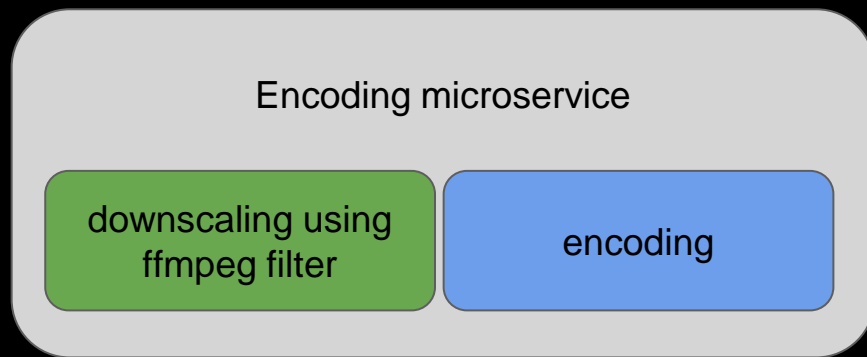 Encoding microservice
downscaling using
ffmpeg filter
encoding